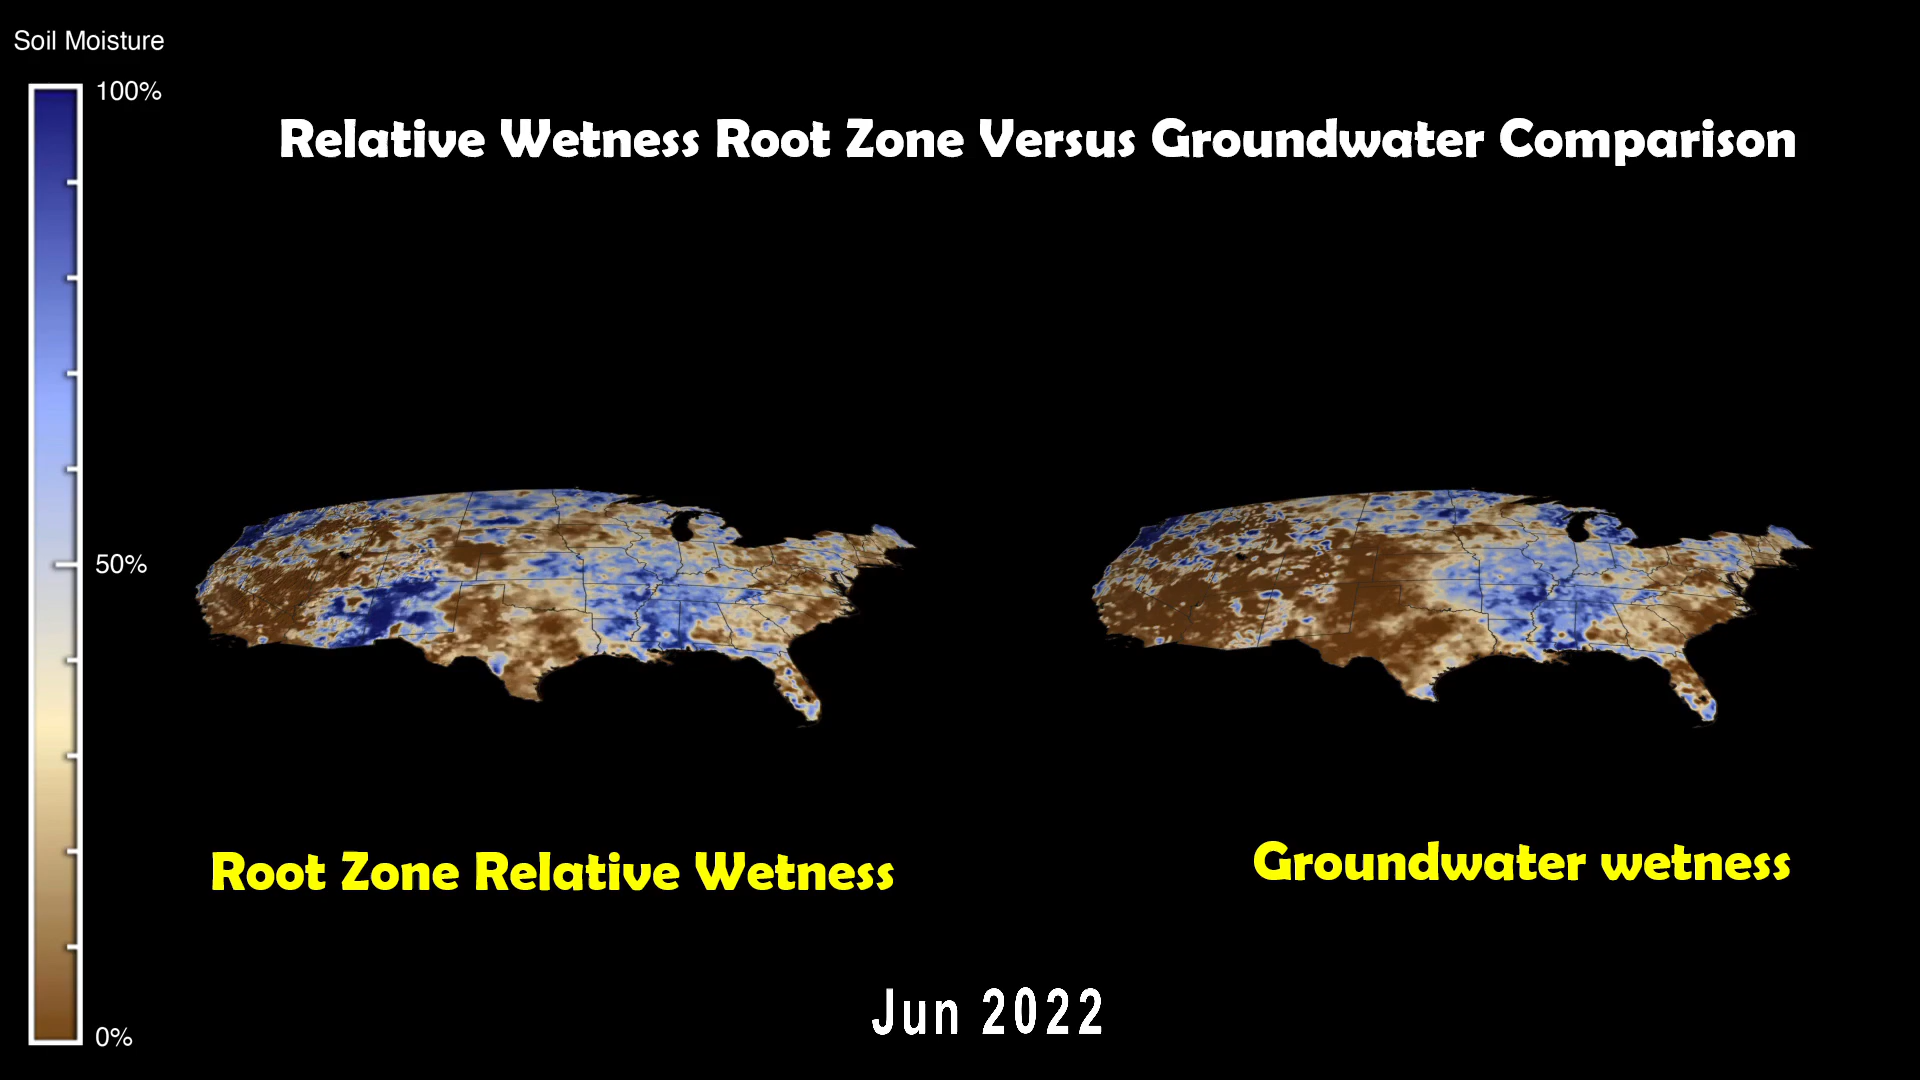 Soil Moisture
100%
Relative Wetness Root Zone Versus Groundwater Comparison
50%
Root Zone Relative Wetness
Groundwater wetness
Jun 2022
0%